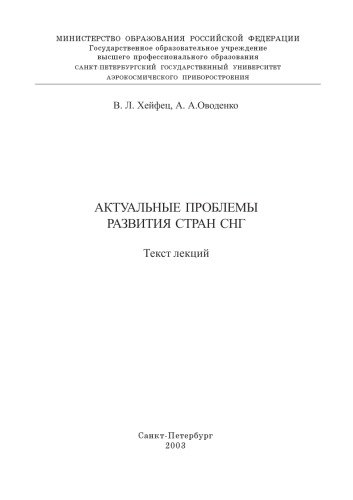 МИНИСТЕРСТВО ОБРАЗОВАНИЯ РОССИЙСКОЙ ФЕДЕРАЦИИ
Государственное образовательное учреждение
высшего профессионального образования
САНКТ-ПЕТЕРБУРГСКИЙ ГОСУДАРСТВЕННЫЙ УНИВЕРСИТЕТ
АЭРОКОСМИЧЕСКОГО ПРИБОРОСТРОЕНИЯ
В. Л. Хейфец, А. А.Оводенко
АКТУАЛЬНЫЕ ПРОБЛЕМЫ
РАЗВИТИЯ СТРАН СНГ
Текст лекций
Санкт-Петербург
2003